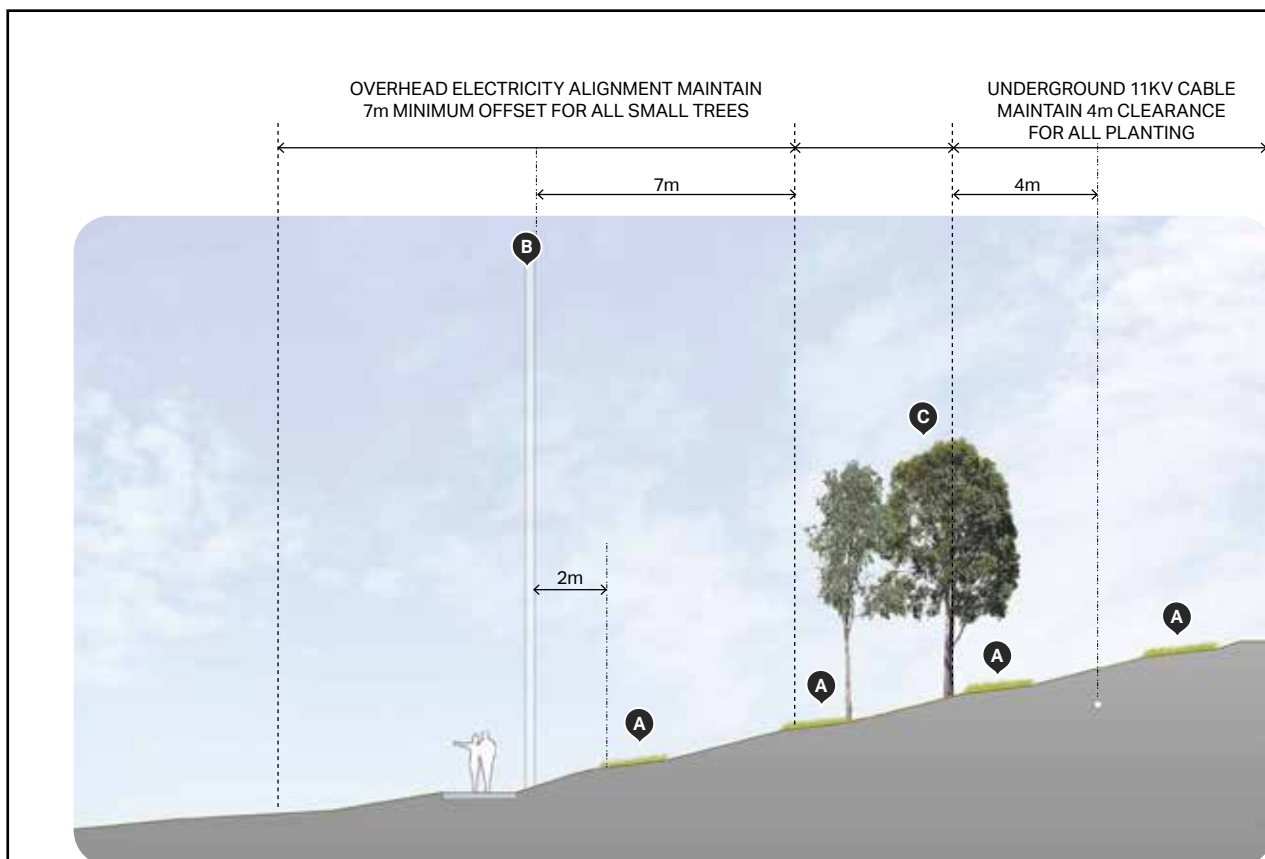 OVERHEAD ELECTRICITY ALIGNMENT MAINTAIN
7m MINIMUM OFFSET FOR ALL SMALL TREES
UNDERGROUND 11KV CABLE
MAINTAIN 4m CLEARANCE
FOR ALL PLANTING
7m
4m
B
C
2m
A
A
A
A